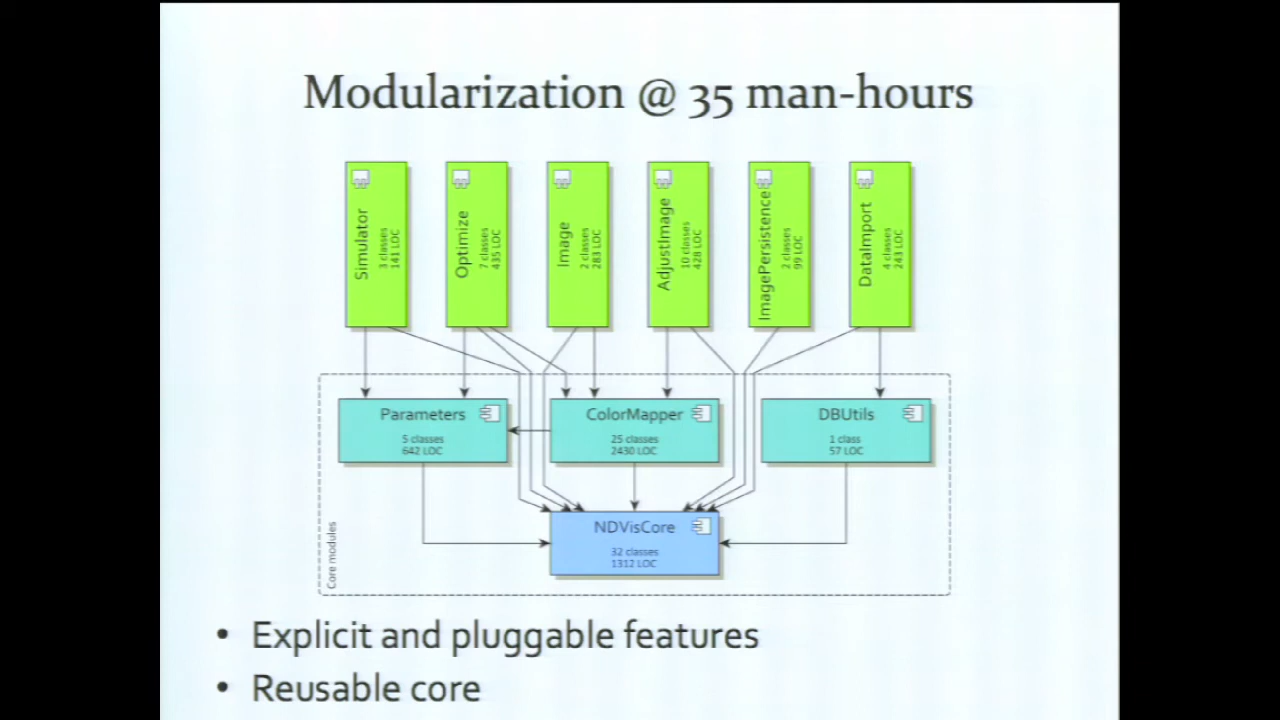 Modularization @ 35 man-hours
Simulator
3 classes
141 LOC
Optimize
7 classes
435 LOC
Image
2 classes
283 LOC
AdjustImage
10 classes
428 LOC
ImagePersistence
2 classes
99 LOC
DataImport
4 classes
243 LOC
Parameters
5 classes
642 LOC
ColorMapper
25 classes
2430 LOC
DBUtils
1 class
57 LOC
NDVisCore
32 classes
1312 LOC
Core modules
• Explicit and pluggable features
• Reusable core